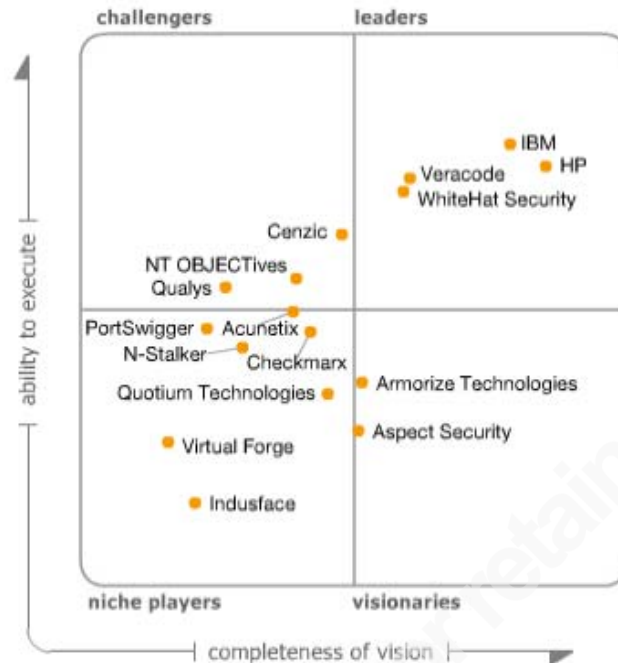 challengers
leaders
IBM
HP
Veracode
WhiteHat Security
Cenzic
NT OBJECTives
Qualys
PortSwigger
Acunetix
N-Stalker
Checkmarx
Quotium Technologies
Armorize Technologies
Aspect Security
Virtual Forge
Indusface
niche players
visionaries
ability to execute
completeness of vision
retain